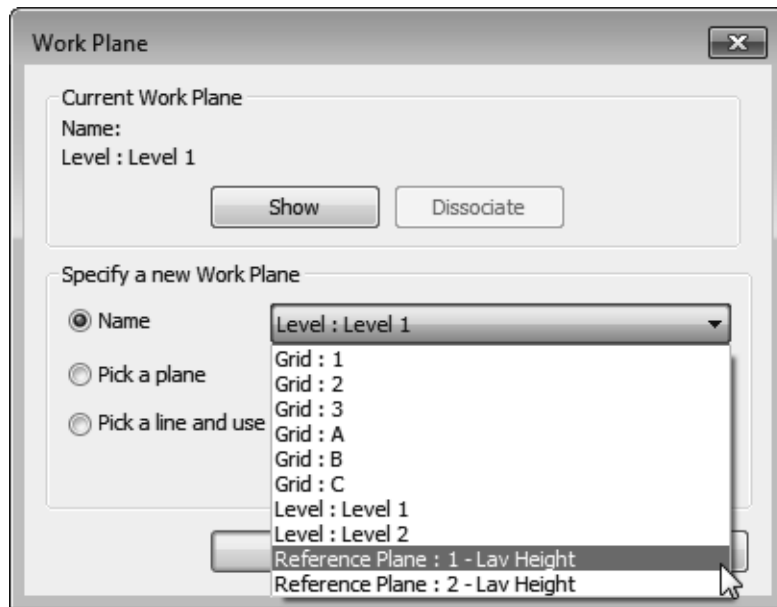 Work Plane
Current Work Plane
Name:
Level : Level 1
Show
Dissociate
Specify a new Work Plane
Name
Level : Level 1
Pick a plane
Pick a line and use
Grid : 1
Grid : 2
Grid : 3
Grid : A
Grid : B
Grid : C
Level : Level 1
Level : Level 2
Reference Plane : 1 - Lav Height
Reference Plane : 2 - Lav Height